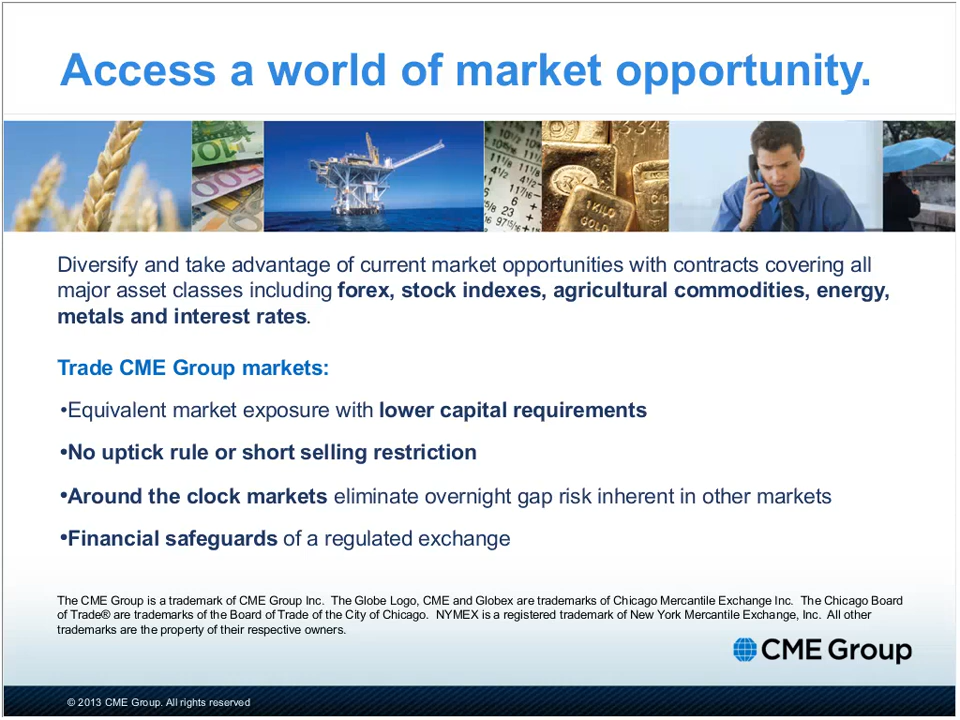 Access a world of market opportunity.
Diversify and take advantage of current market opportunities with contracts covering all
major asset classes including forex, stock indexes, agricultural commodities, energy,
metals and interest rates.
Trade CME Group markets:
•Equivalent market exposure with lower capital requirements
•No uptick rule or short selling restriction
•Around the clock markets eliminate overnight gap risk inherent in other markets
•Financial safeguards of a regulated exchange
The CME Group is a trademark of CME Group Inc.  The Globe Logo, CME and Globex are trademarks of Chicago Mercantile Exchange Inc.  The Chicago Board
of Trade® are trademarks of the Board of Trade of the City of Chicago.  NYMEX is a registered trademark of New York Mercantile Exchange, Inc.  All other
trademarks are the property of their respective owners.
CME Group
© 2013 CME Group. All rights reserved